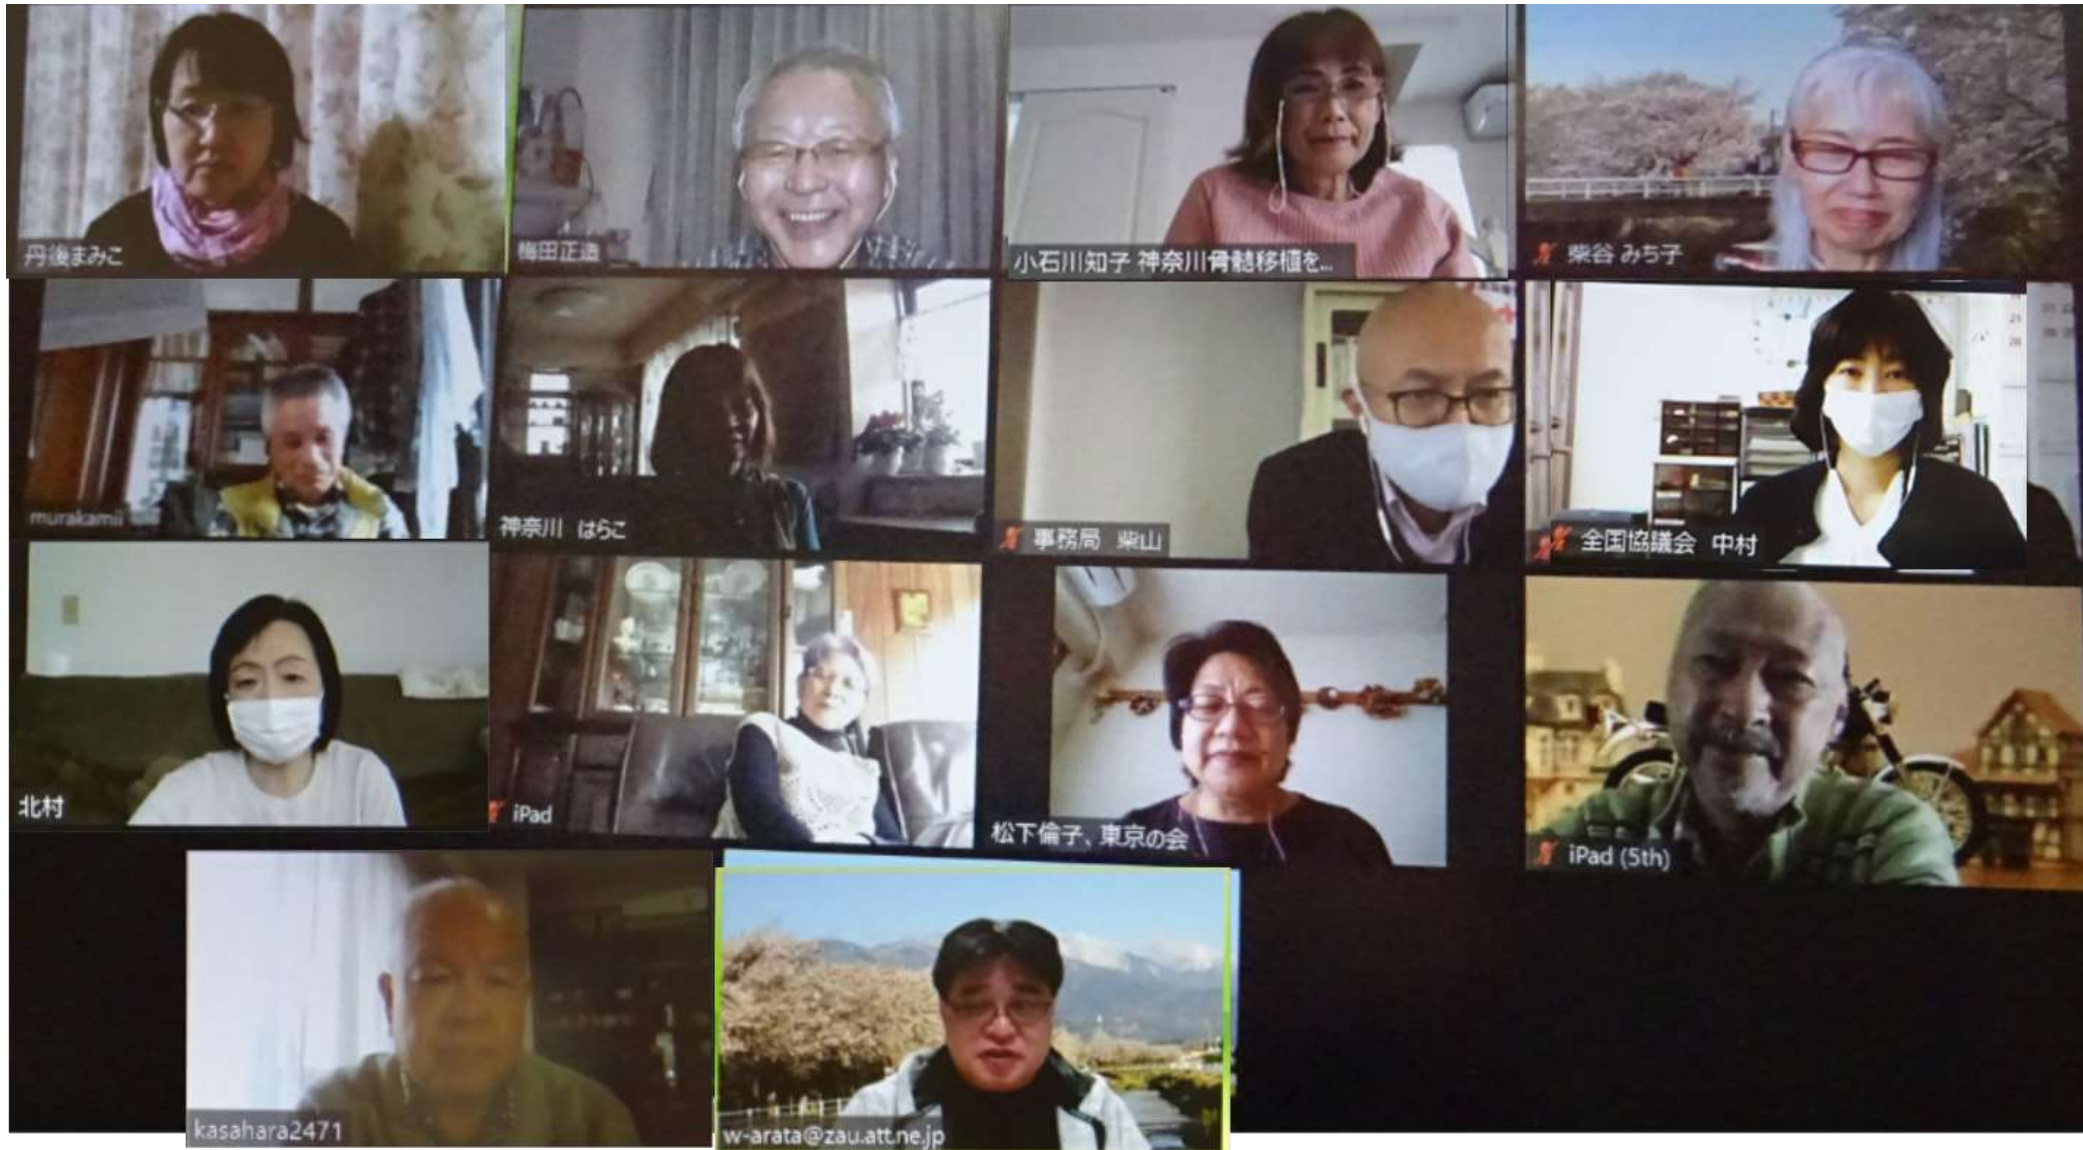 丹後まみこ
梅田正造
小石川知子 神奈川骨髄移植を...
柴谷 みち子
murakamii
神奈川 はらこ
事務局 柴山
全国協議会 中村
北村
iPad
松下倫子、東京の会
iPad (5th)
kasahara2471
w-arata@zau.att.ne.jp